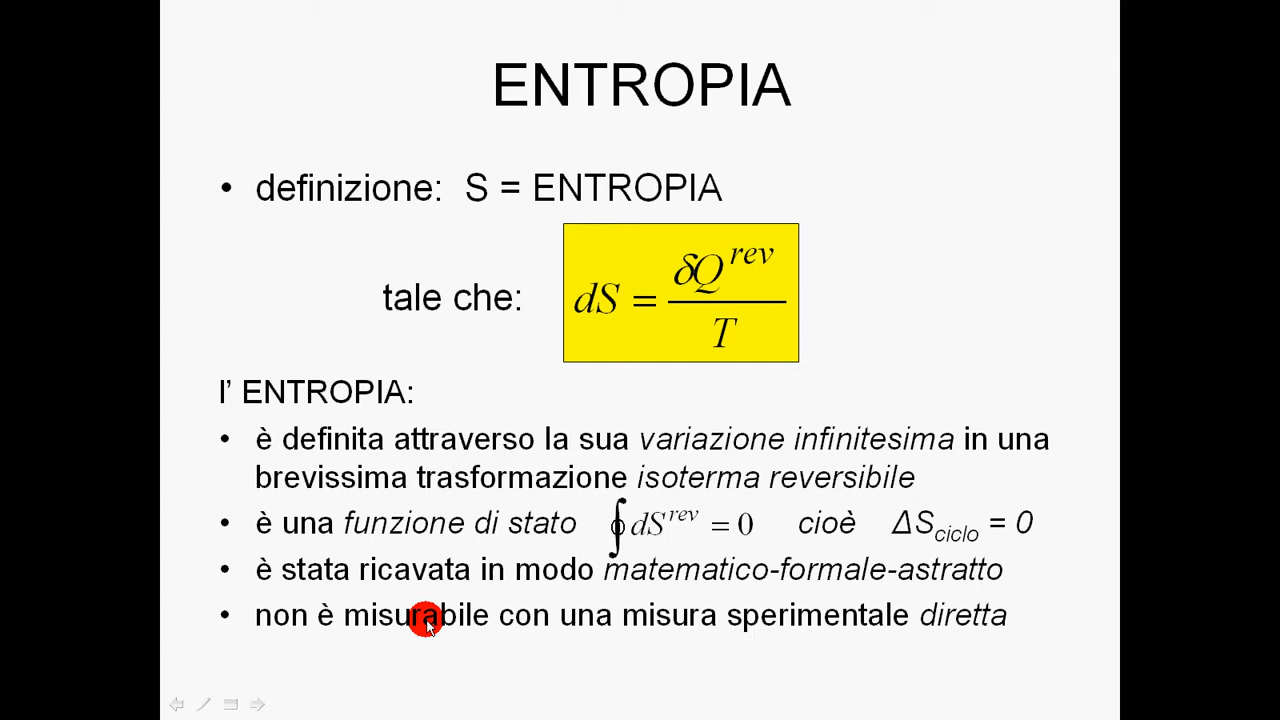 ENTROPIA
• definizione: S = ENTROPIA
tale che: dS = δQ^rev / T
l’ ENTROPIA:
• è definita attraverso la sua variazione infinitesima in una
brevissima trasformazione isoterma reversibile
• è una funzione di stato ∮dS^rev = 0 cioè ΔS_ciclo = 0
• è stata ricavata in modo matematico-formale-astratto
• non è misurabile con una misura sperimentale diretta